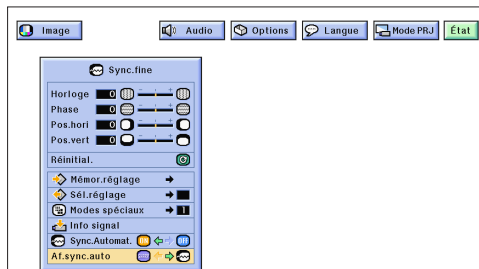 Image Audio Options Langue Mode PRJ État
Sync.fine
Horloge 0 - +
Phase 0 - +
Pos.hori 0 - +
Pos.vert 0 - +
Réinitial.
Mémor.réglage
Sél.réglage
Modes spéciaux 1
Info signal
Sync.Automat.
Af.sync.auto